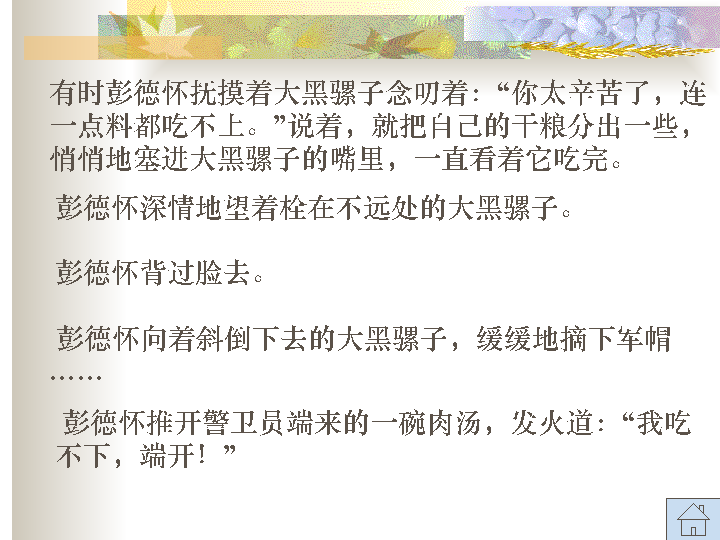 有时彭德怀抚摸着大黑骡子念叨着：“你太辛苦了，连
一点料都吃不上。”说着，就把自己的干粮分出一些，
悄悄地塞进大黑骡子的嘴里，一直看着它吃完。
彭德怀深情地望着栓在不远处的大黑骡子。
彭德怀背过脸去。
彭德怀向着斜倒下去的大黑骡子，缓缓地摘下军帽
……
彭德怀推开警卫员端来的一碗肉汤，发火道：“我吃
不下，端开！”